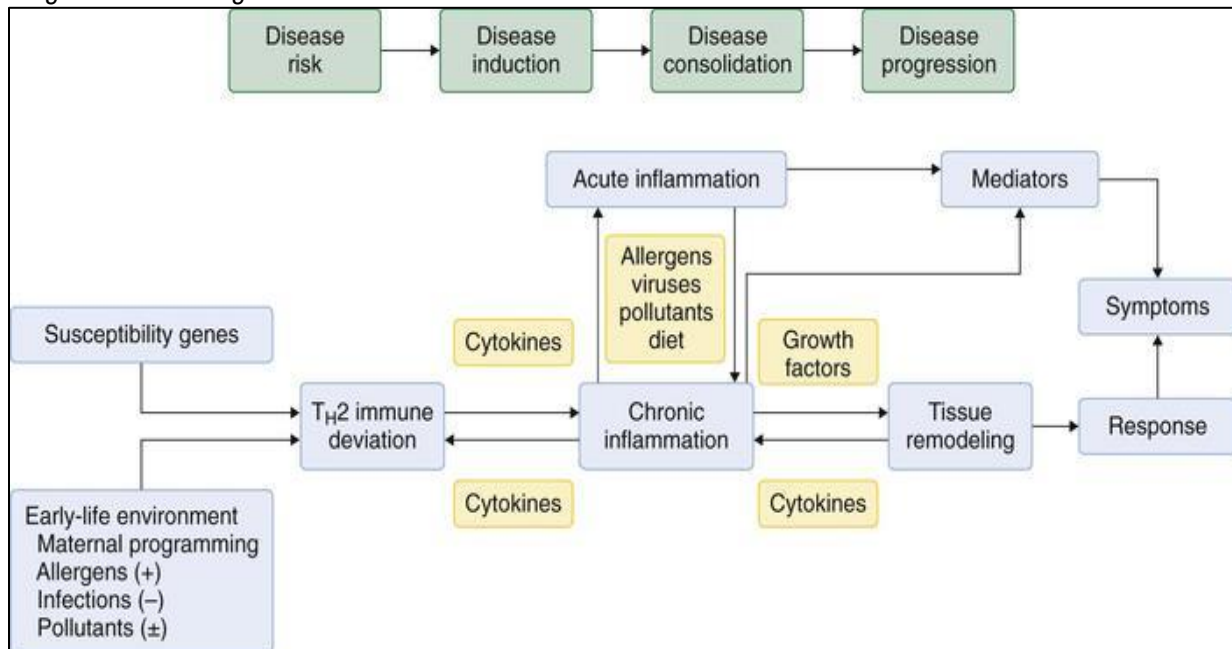 Disease
risk
Disease
induction
Disease
consolidation
Disease
progression
Acute inflammation
Mediators
Allergens
viruses
pollutants
diet
Symptoms
Susceptibility genes
Cytokines
Growth
factors
T_H2 immune
deviation
Chronic
inflammation
Tissue
remodeling
Response
Cytokines
Cytokines
Early-life environment
Maternal programming
Allergens (+)
Infections (–)
Pollutants (±)